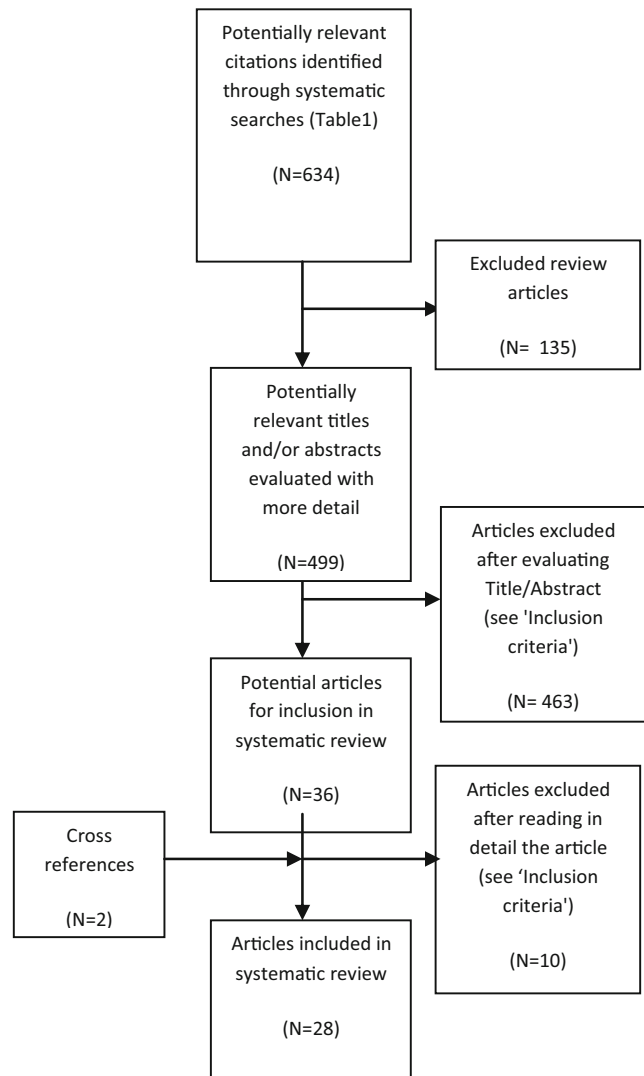 Potentially relevant
citations identified
through systematic
searches (Table1)
(N=634)
Excluded review
articles
(N=  135)
Potentially
relevant titles
and/or abstracts
evaluated with
more detail
(N=499)
Articles excluded
after evaluating
Title/Abstract
(see 'Inclusion
criteria')
(N= 463)
Potential articles
for inclusion in
systematic review
(N=36)
Cross
references
(N=2)
Articles excluded
after reading in
detail the article
(see ‘Inclusion
criteria')
(N=10)
Articles included in
systematic review
(N=28)